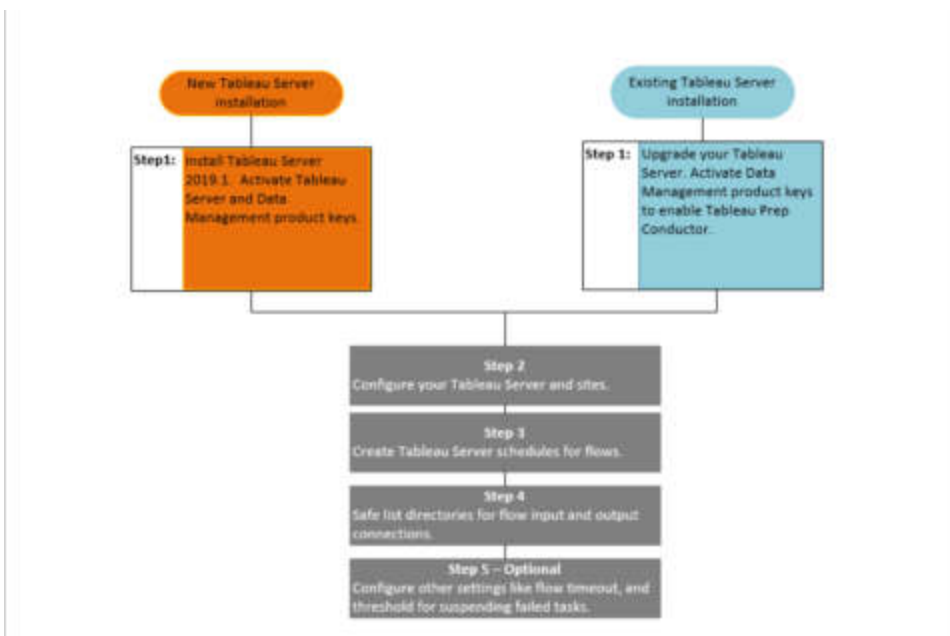 New Tableau Server
installation
Existing Tableau Server
installation
Step1:
Install Tableau Server
2019.1. Activate Tableau
Server and Data
Management product keys.
Step 1:
Upgrade your Tableau
Server. Activate Data
Management product keys
to enable Tableau Prep
Conductor.
Step 2
Configure your Tableau Server and sites.
Step 3
Create Tableau Server schedules for flows.
Step 4
Safe list directories for flow input and output
connections.
Step 5 – Optional
Configure other settings like flow timeout, and
threshold for suspending failed tasks.